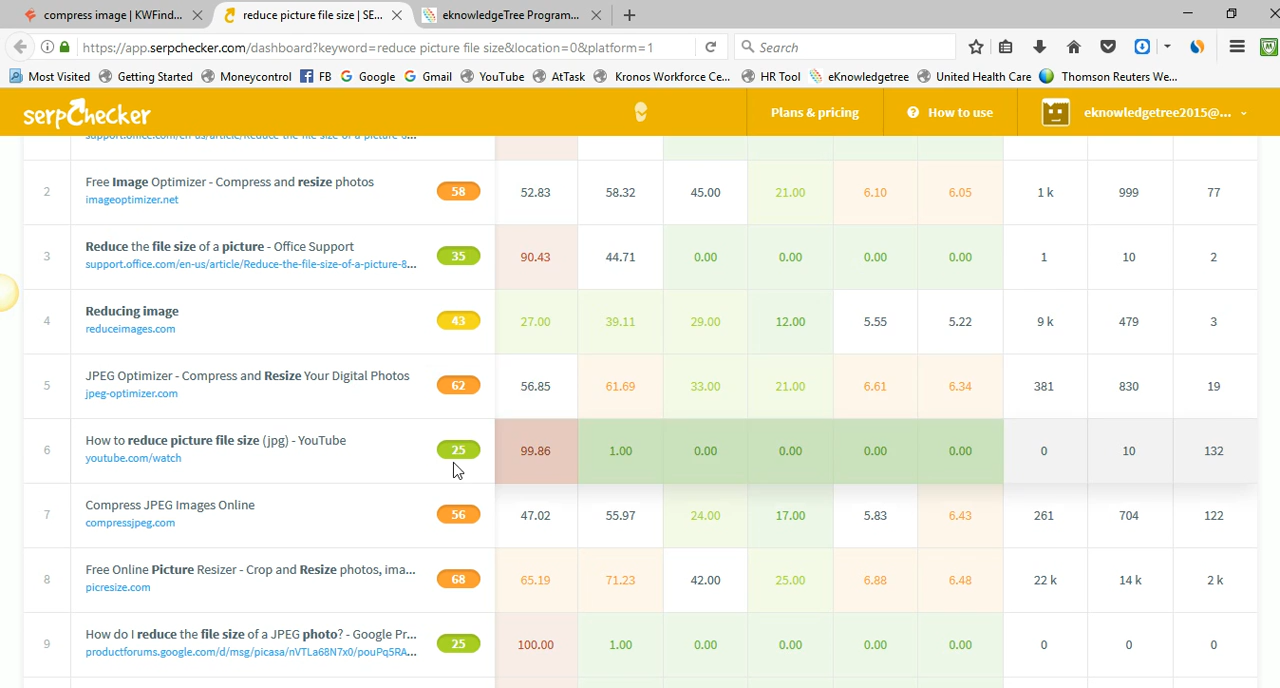 compress image | KWFind...
reduce picture file size | SE...
eknowledgeTree Program...
https://app.serpchecker.com/dashboard?keyword=reduce picture file size&location=0&platform=1
Search
Most Visited Getting Started Moneycontrol FB Google Gmail YouTube AtTask Kronos Workforce Ce... HR Tool eKnowledgetree United Health Care Thomson Reuters We...
serpChecker Plans & pricing How to use eknowledgetree2015@...
support.office.com/en-us/article/Reduce-the-file-size-of-a-picture-d...
2 Free Image Optimizer - Compress and resize photos 58 52.83 58.32 45.00 21.00 6.10 6.05 1 k 999 77
imageoptimizer.net
3 Reduce the file size of a picture - Office Support 35 90.43 44.71 0.00 0.00 0.00 0.00 1 10 2
support.office.com/en-us/article/Reduce-the-file-size-of-a-picture-8...
4 Reducing image 43 27.00 39.11 29.00 12.00 5.55 5.22 9 k 479 3
reduceimages.com
5 JPEG Optimizer - Compress and Resize Your Digital Photos 62 56.85 61.69 33.00 21.00 6.61 6.34 381 830 19
jpeg-optimizer.com
6 How to reduce picture file size (jpg) - YouTube 25 99.86 1.00 0.00 0.00 0.00 0.00 0 10 132
youtube.com/watch
7 Compress JPEG Images Online 56 47.02 55.97 24.00 17.00 5.83 6.43 261 704 122
compressjpeg.com
8 Free Online Picture Resizer - Crop and Resize photos, ima... 68 65.19 71.23 42.00 25.00 6.88 6.48 22 k 14 k 2 k
picresize.com
9 How do I reduce the file size of a JPEG photo? - Google Pr... 25 100.00 1.00 0.00 0.00 0.00 0.00 0 0 0
productforums.google.com/d/msg/picasa/nVTLa68N7x0/pouPq5RA...